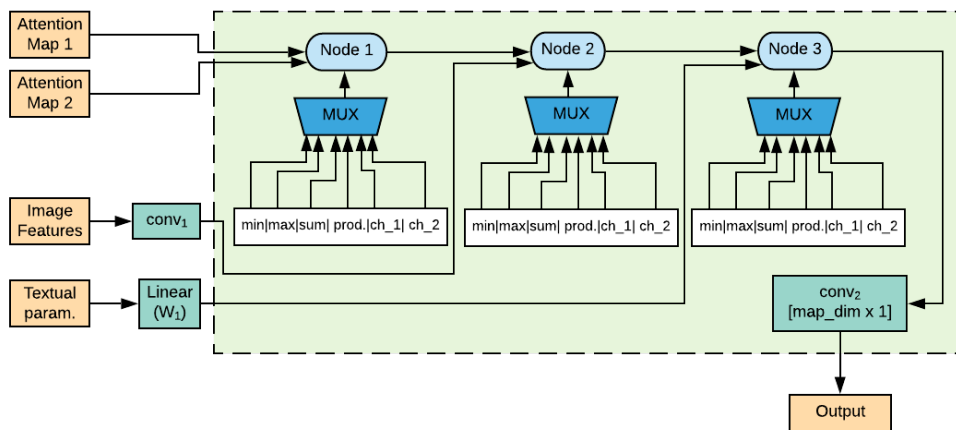 Attention
Map 1
Attention
Map 2
Node 1
Node 2
Node 3
MUX
MUX
MUX
Image
Features
conv₁
min|max|sum| prod.|ch_1| ch_2
min|max|sum| prod.|ch_1| ch_2
min|max|sum| prod.|ch_1| ch_2
Textual
param.
Linear
(W₁)
conv₂
[map_dim x 1]
Output